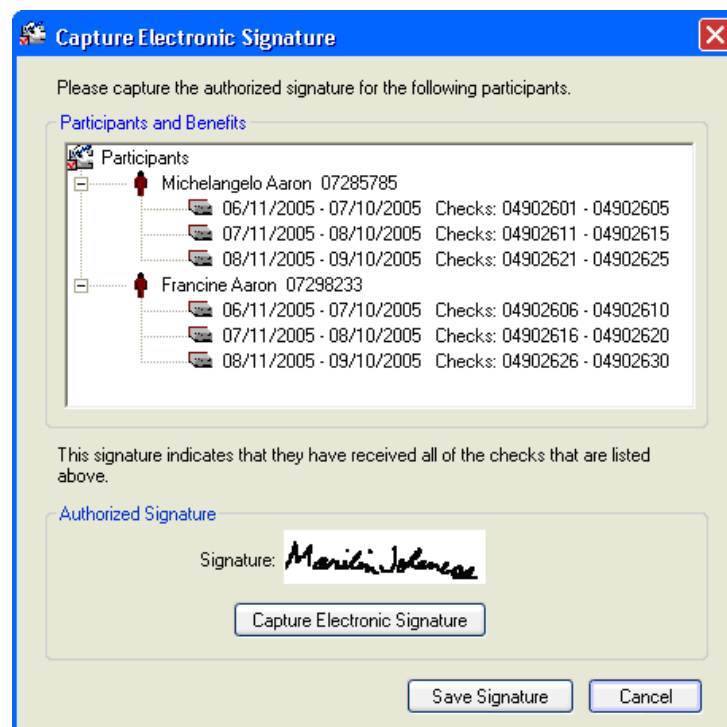 Capture Electronic Signature
Please capture the authorized signature for the following participants.
Participants and Benefits
Participants
Michelangelo Aaron 07285785
06/11/2005 - 07/10/2005 Checks: 04902601 - 04902605
07/11/2005 - 08/10/2005 Checks: 04902611 - 04902615
08/11/2005 - 09/10/2005 Checks: 04902621 - 04902625
Francine Aaron 07298233
06/11/2005 - 07/10/2005 Checks: 04902606 - 04902610
07/11/2005 - 08/10/2005 Checks: 04902616 - 04902620
08/11/2005 - 09/10/2005 Checks: 04902626 - 04902630
This signature indicates that they have received all of the checks that are listed
above.
Authorized Signature
Signature:
Capture Electronic Signature
Save Signature Cancel